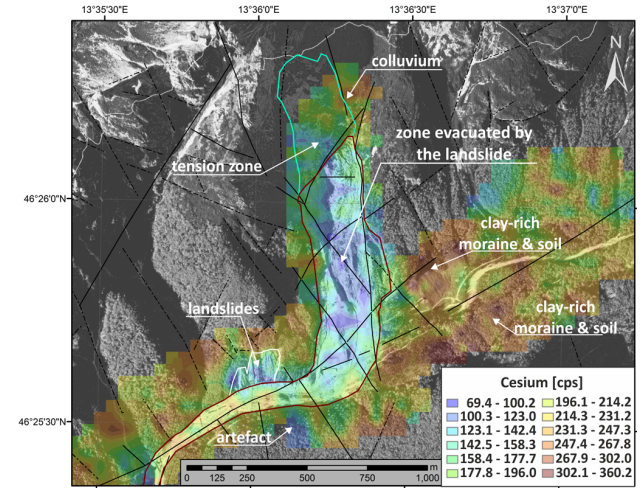 13°35'30"E 13°36'0"E 13°36'30"E 13°37'0"E
N
colluvium
zone evacuated by
the landslide
tension zone
46°26'0"N
clay-rich
moraine & soil
landslides
clay-rich
moraine & soil
46°25'30"N
artefact
Cesium [cps]
69.4 - 100.2 196.1 - 214.2
100.3 - 123.0 214.3 - 231.2
123.1 - 142.4 231.3 - 247.3
142.5 - 158.3 247.4 - 267.8
158.4 - 177.7 267.9 - 302.0
177.8 - 196.0 302.1 - 360.2
m
0 125 250 500 750 1,000